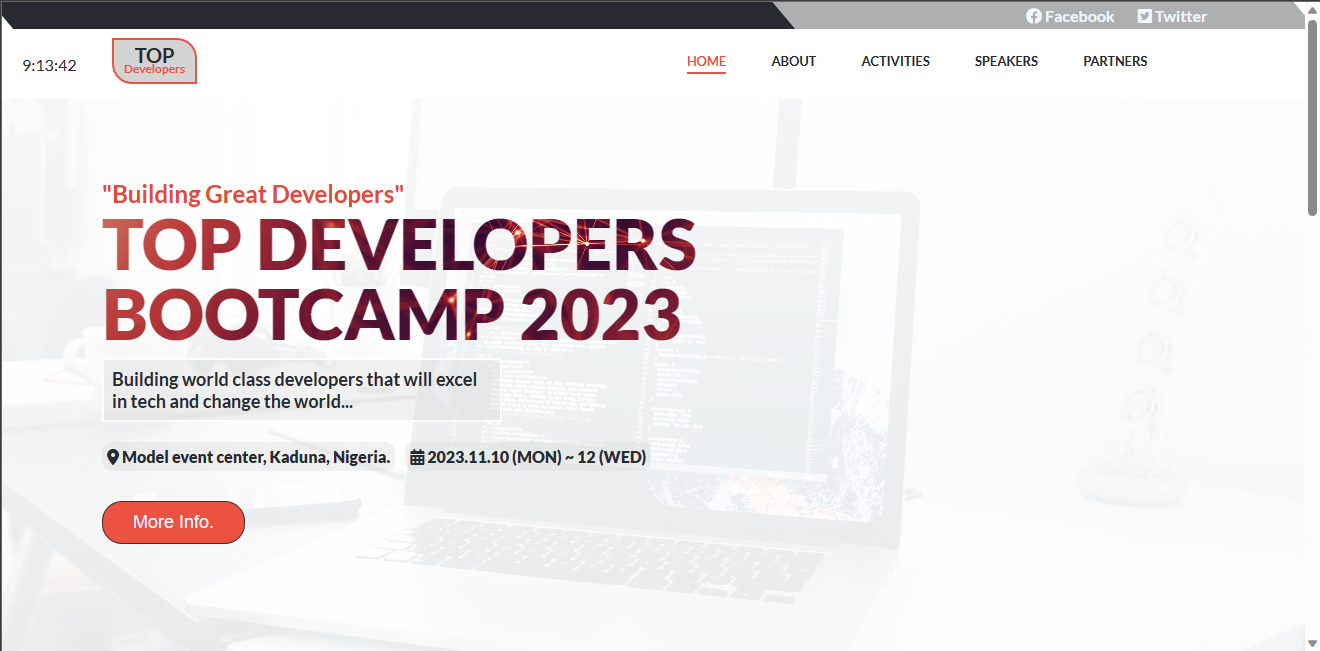 Facebook Twitter
9:13:42
TOP
Developers
HOME ABOUT ACTIVITIES SPEAKERS PARTNERS
"Building Great Developers"
TOP DEVELOPERS
BOOTCAMP 2023
Building world class developers that will excel
in tech and change the world...
Model event center, Kaduna, Nigeria. 2023.11.10 (MON) ~ 12 (WED)
More Info.